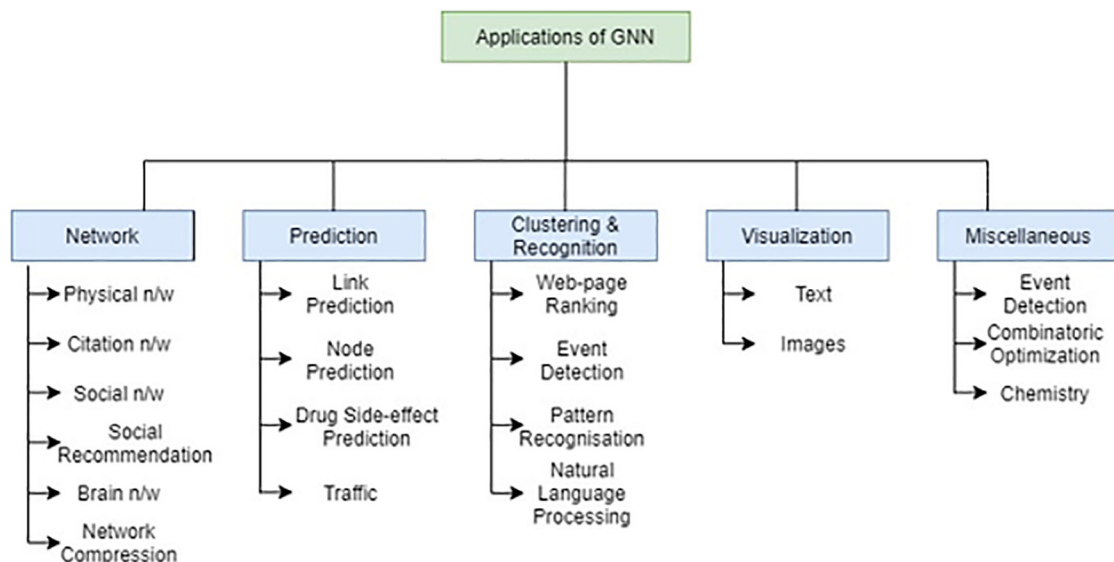 Applications of GNN
Network
Physical n/w
Citation n/w
Social n/w
Social
Recommendation
Brain n/w
Network
Compression
Prediction
Link
Prediction
Node
Prediction
Drug Side-effect
Prediction
Traffic
Clustering &
Recognition
Web-page
Ranking
Event
Detection
Pattern
Recognisation
Natural
Language
Processing
Visualization
Text
Images
Miscellaneous
Event
Detection
Combinatoric
Optimization
Chemistry